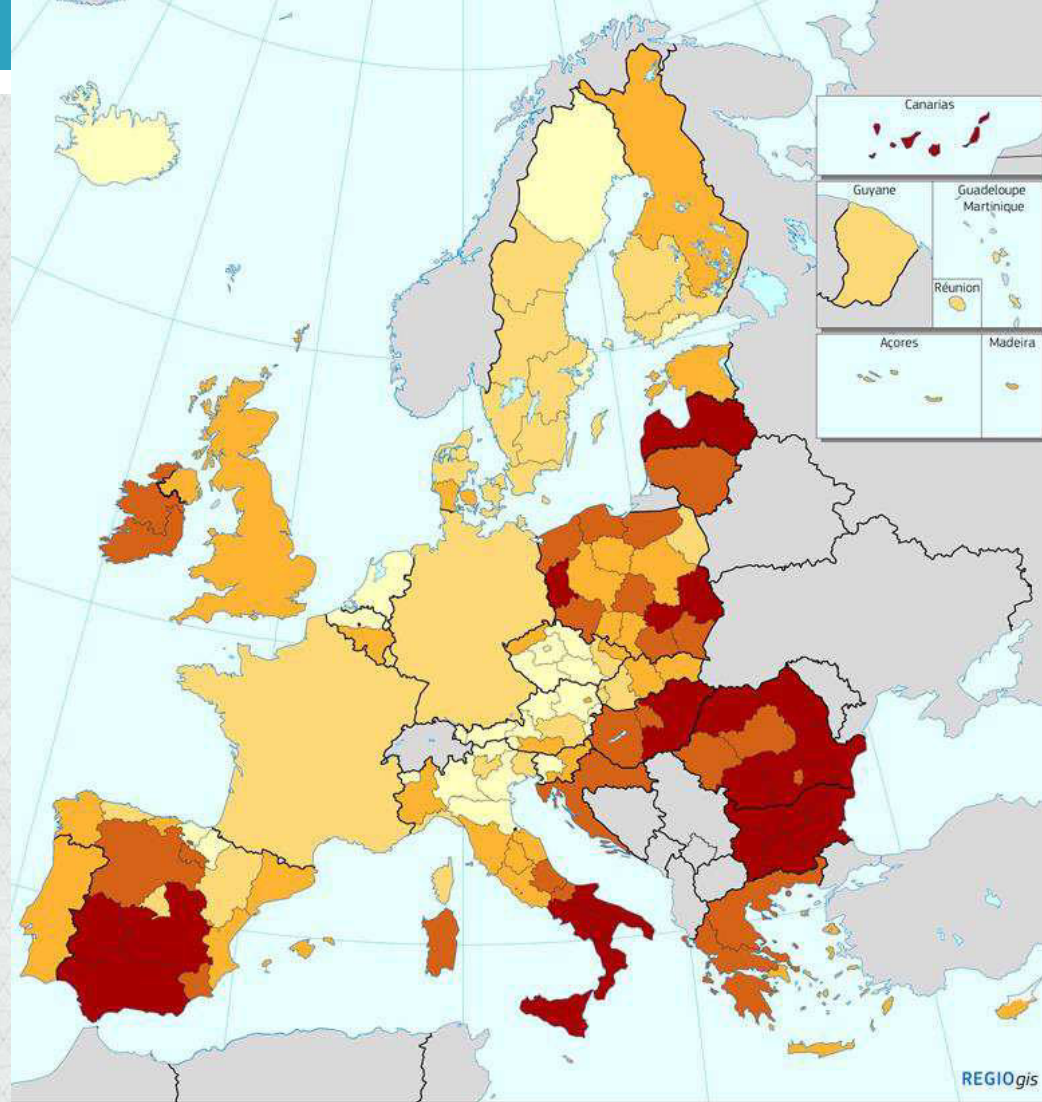 Canarias
Guyane
Guadeloupe
Martinique
Réunion
Açores
Madeira
REGIOgis